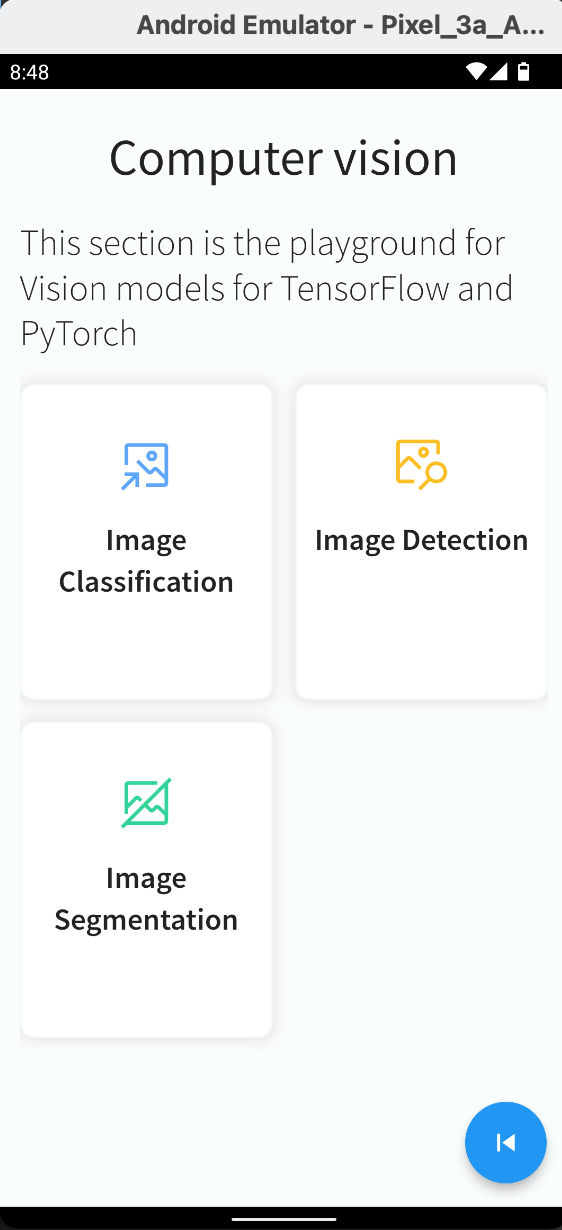 Android Emulator - Pixel_3a_A...
8:48
Computer vision
This section is the playground for
Vision models for TensorFlow and
PyTorch
Image
Classification
Image Detection
Image
Segmentation